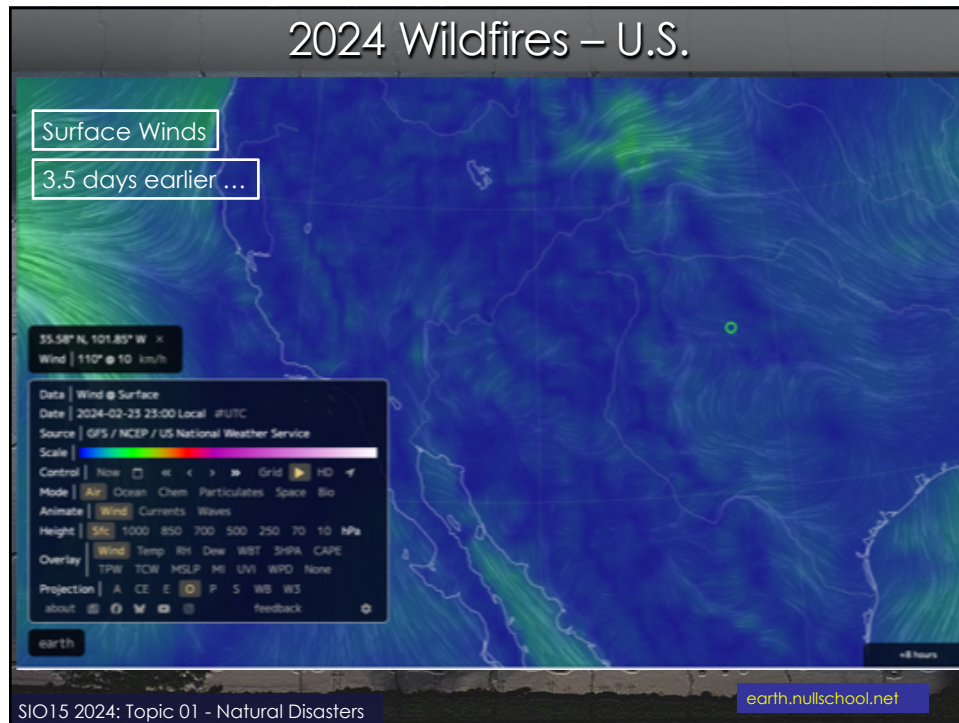 2024 Wildfires – U.S.
Surface Winds
3.5 days earlier …
35.58° N, 101.85° W ×
Wind | 110° @ 10 km/h
Data | Wind @ Surface
Date | 2024-02-23 23:00 Local ⇄UTC
Source | GFS / NCEP / US National Weather Service
Scale |
Control | Now « ‹ › » Grid ▶ HD
Mode | Air Ocean Chem Particulates Space Bio
Animate | Wind Currents Waves
Height | Sfc 1000 850 700 500 250 70 10 hPa
Overlay | Wind Temp RH Dew WBT 3HPA CAPE
TPW TCW MSLP MI UVI WPD None
Projection | A CE E O P S WB W3
about feedback
earth
+8 hours
SIO15 2024: Topic 01 - Natural Disasters
earth.nullschool.net